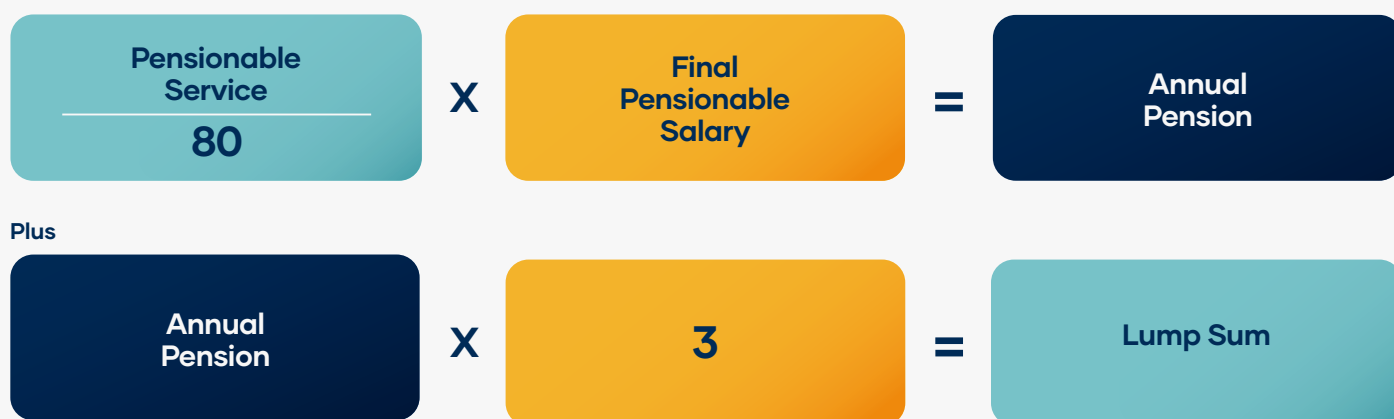 Pensionable
Service
80
X
Final
Pensionable
Salary
=
Annual
Pension
Plus
Annual
Pension
X
3
=
Lump Sum